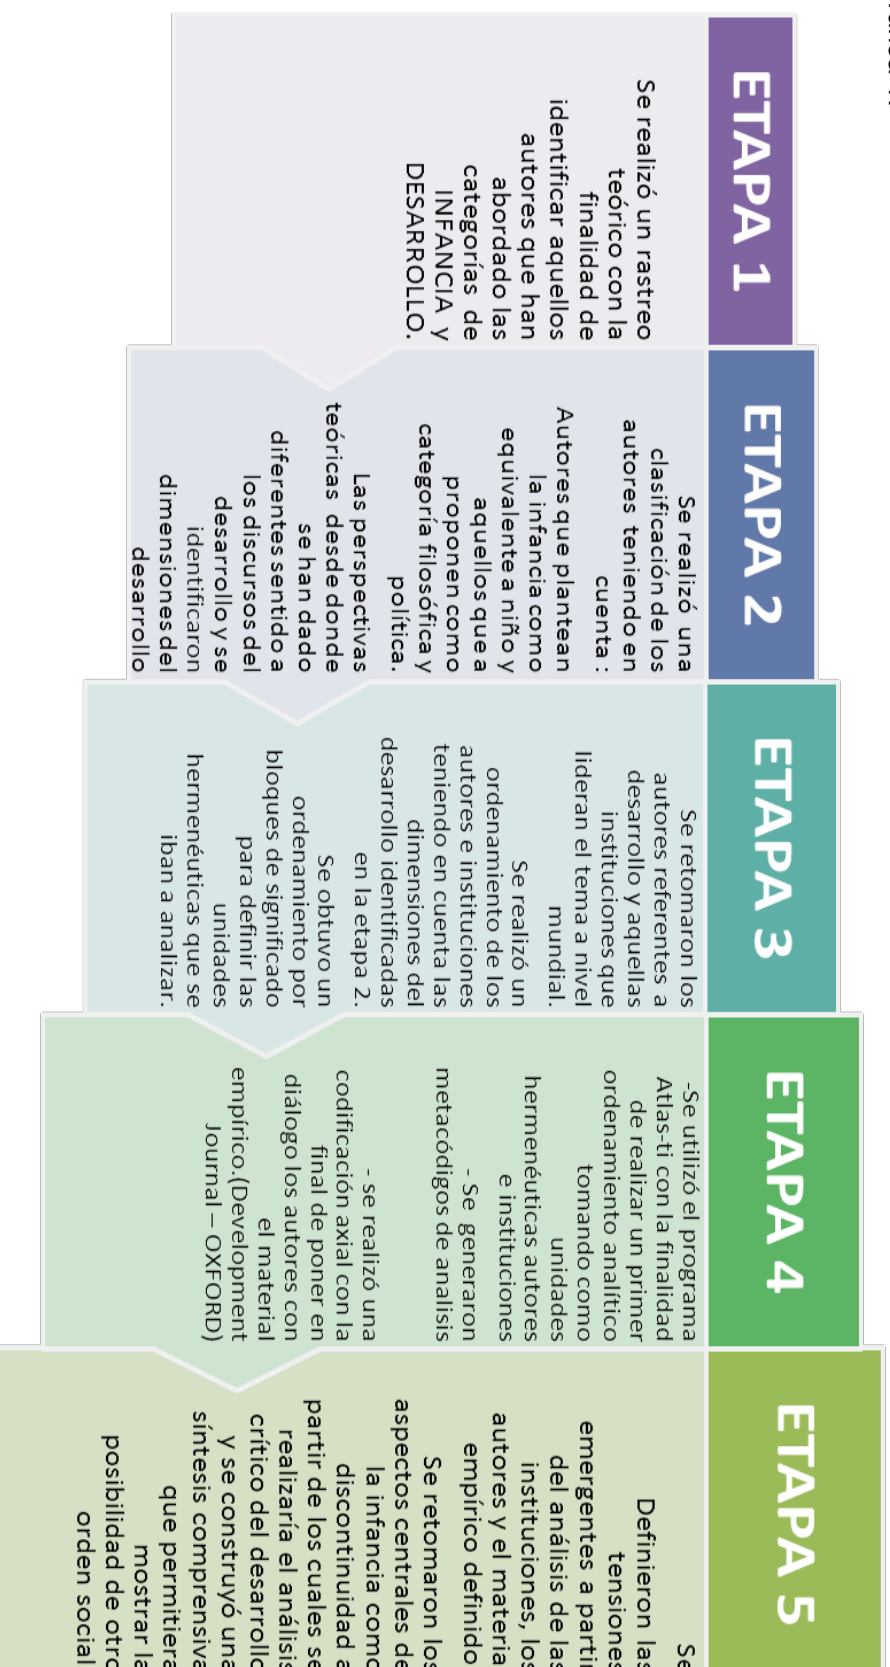 ETAPA 1
Se realizó un rastreo
teórico con la
finalidad de
identificar aquellos
autores que han
abordado las
categorías de
INFANCIA y
DESARROLLO.
ETAPA 2
Se realizó una
clasificación de los
autores teniendo en
cuenta :
Autores que plantean
la infancia como
equivalente a niño y
aquellos que a
proponen como
categoría filosófica y
política.
Las perspectivas
teóricas desde donde
se han dado
diferentes sentido a
los discursos del
desarrollo y se
identificaron
dimensiones del
desarrollo
ETAPA 3
Se retomaron los
autores referentes a
desarrollo y aquellas
instituciones que
lideran el tema a nivel
mundial.
Se realizó un
ordenamiento de los
autores e instituciones
teniendo en cuenta las
dimensiones del
desarrollo identificadas
en la etapa 2.
Se obtuvo un
ordenamiento por
bloques de significado
para definir las
unidades
hermenéuticas que se
iban a analizar.
ETAPA 4
-Se utilizó el programa
Atlas-ti con la finalidad
de realizar un primer
ordenamiento analítico
tomando como
unidades
hermenéuticas autores
e instituciones
- Se generaron
metacódigos de analisis
- se realizó una
codificación axial con la
final de poner en
diálogo los autores con
el material
empírico.(Development
Journal – OXFORD)
ETAPA 5
Se
Definieron las
tensiones
emergentes a parti
del análisis de las
instituciones, los
autores y el materia
empírico definido
Se retomaron los
aspectos centrales de
la infancia como
discontinuidad a
partir de los cuales se
realizaría el análisis
crítico del desarrollo
y se construyó una
síntesis comprensiva
que permitiera
mostrar la
posibilidad de otro
orden social